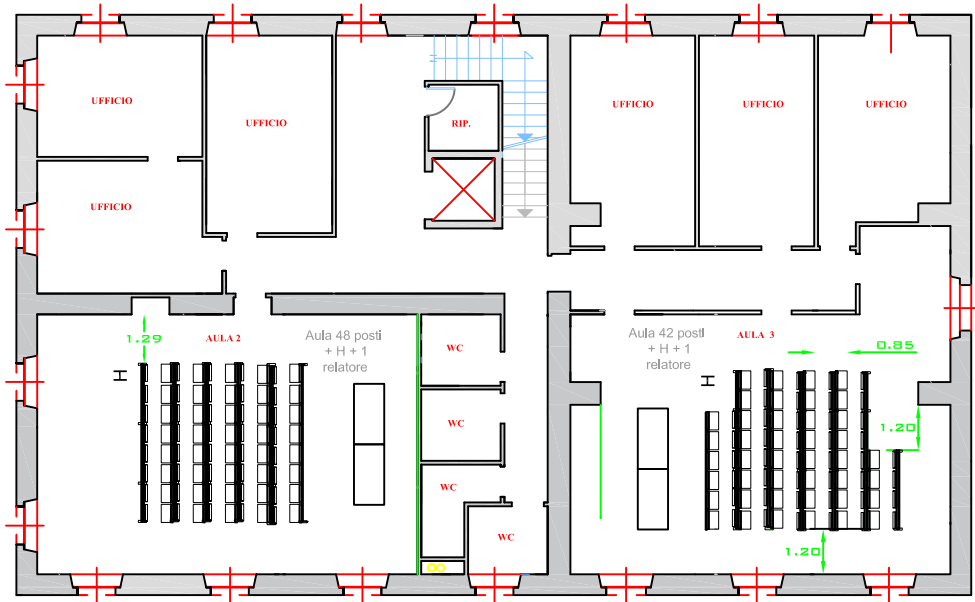 UFFICIO
UFFICIO
UFFICIO
UFFICIO
UFFICIO
RIP.
UFFICIO
UFFICIO
1.29
AULA 2
Aula 48 posti
+ H + 1
relatore
H
WC
WC
WC
WC
Aula 42 posti
+ H + 1
relatore
AULA 3
0.85
H
1.20
1.20